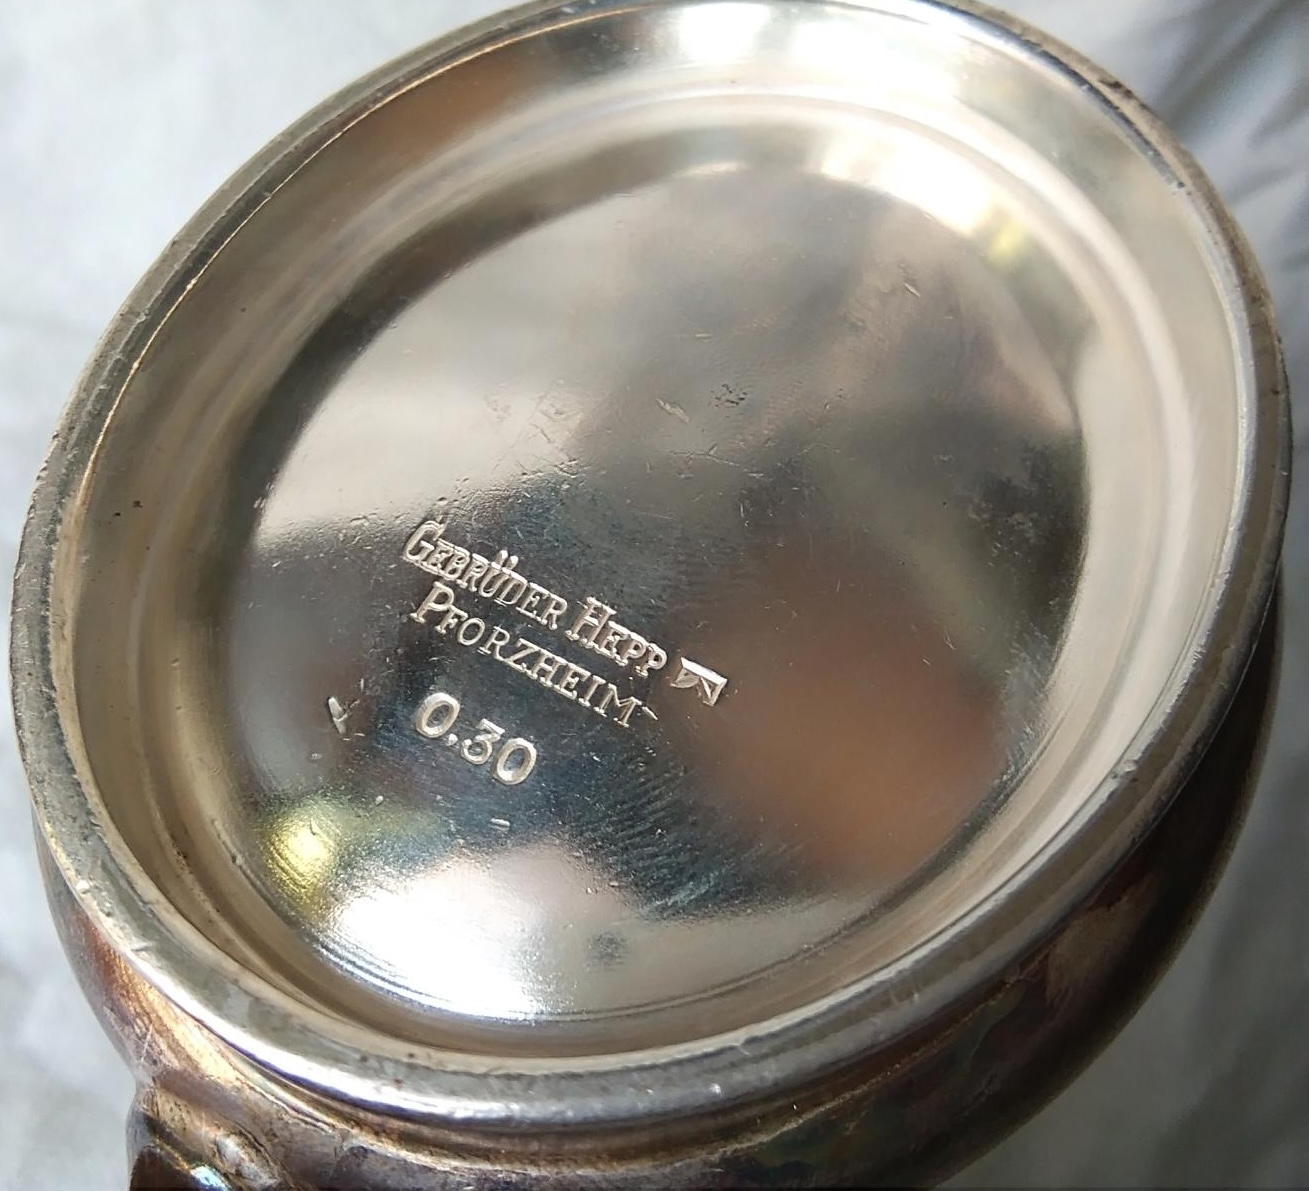 GEBRÜDER HEPP
PFORZHEIM
0.30